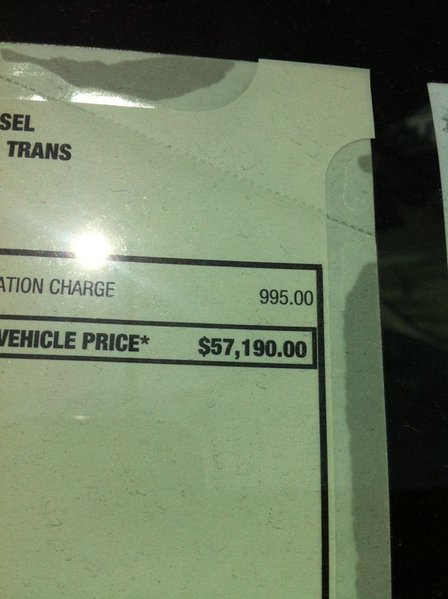 SEL
TRANS
ATION CHARGE 995.00
VEHICLE PRICE* $57,190.00